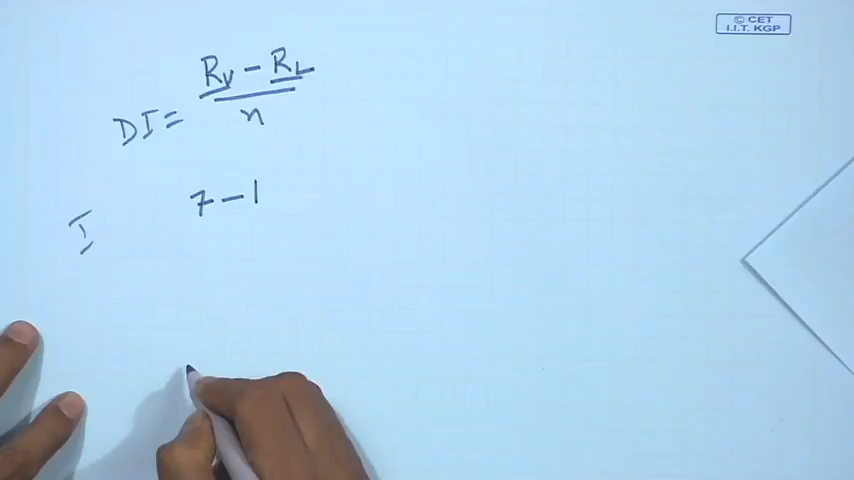 © CET
I.I.T. KGP
DI = (R_U - R_L) / n
I 7 - 1